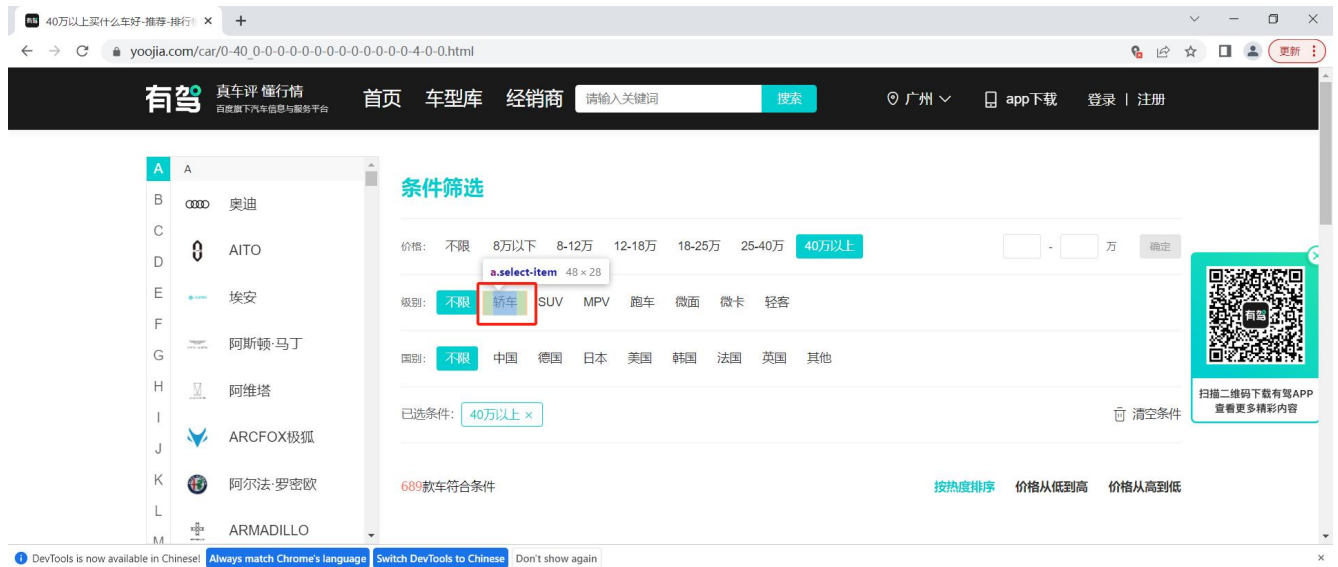 有驾 40万以上买什么车好-推荐-排行
yoojia.com/car/0-40_0-0-0-0-0-0-0-0-0-0-0-0-0-4-0-0.html
更新
有驾 真车评 懂行情
百度旗下汽车信息与服务平台
首页 车型库 经销商 请输入关键词 搜索 广州 app下载 登录 | 注册
A
B
C
D
E
F
G
H
I
J
K
L
M
A
奥迪
AITO
埃安
阿斯顿·马丁
阿维塔
ARCFOX极狐
阿尔法·罗密欧
ARMADILLO
条件筛选
价格: 不限 8万以下 8-12万 12-18万 18-25万 25-40万 40万以上 - 万 确定
a.select-item 48 × 28
级别: 不限 轿车 SUV MPV 跑车 微面 微卡 轻客
国别: 不限 中国 德国 日本 美国 韩国 法国 英国 其他
已选条件: 40万以上 × 清空条件
689款车符合条件 按热度排序 价格从低到高 价格从高到低
有驾
扫描二维码下载有驾APP
查看更多精彩内容
DevTools is now available in Chinese! Always match Chrome's language Switch DevTools to Chinese Don't show again